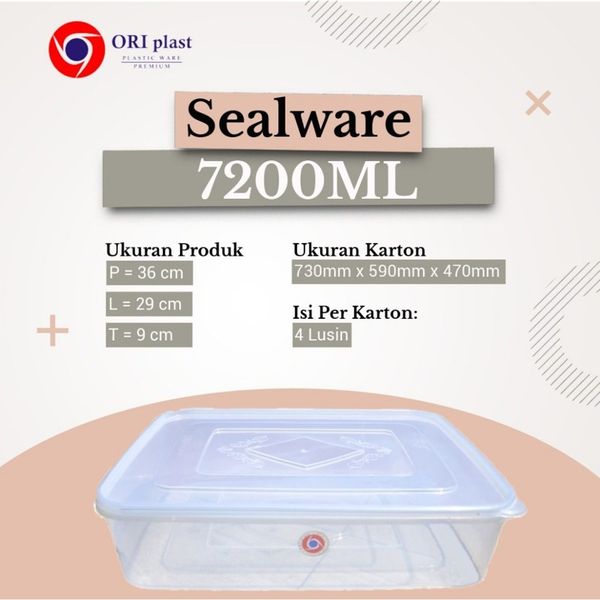 ORI plast
PLASTIC WARE
PREMIUM
Sealware
7200ML
Ukuran Produk
P = 36 cm
L = 29 cm
T = 9 cm
Ukuran Karton
730mm x 590mm x 470mm
Isi Per Karton:
4 Lusin